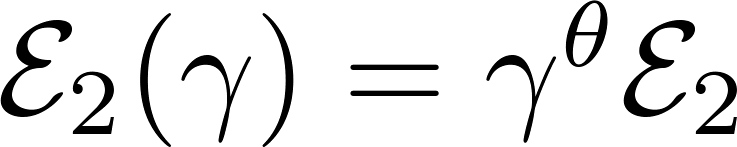 ℰ₂(γ) = γ^θ ℰ₂